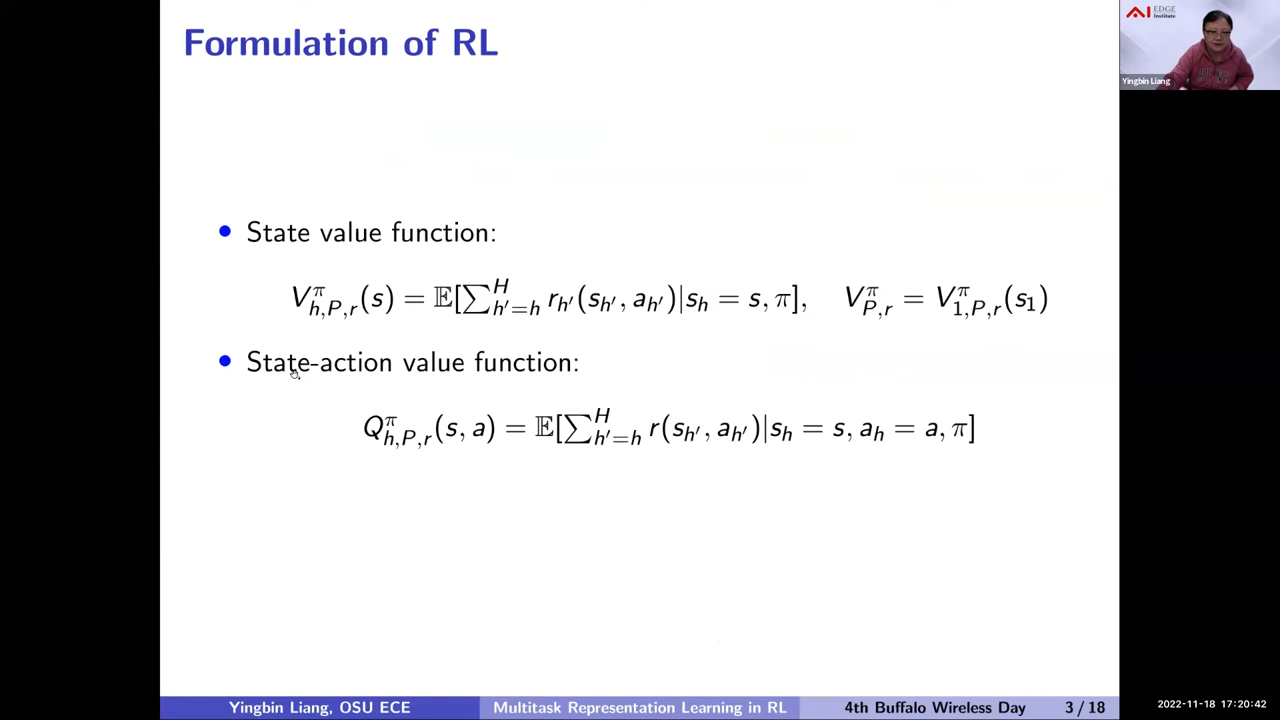 Formulation of RL
AI EDGE
Institute
Yingbin Liang
• State value function:
V^π_{h,P,r}(s) = 𝔼[∑^H_{h′=h} r_{h′}(s_{h′}, a_{h′})|s_h = s, π],   V^π_{P,r} = V^π_{1,P,r}(s_1)
• State-action value function:
Q^π_{h,P,r}(s, a) = 𝔼[∑^H_{h′=h} r(s_{h′}, a_{h′})|s_h = s, a_h = a, π]
Yingbin Liang, OSU ECE   Multitask Representation Learning in RL   4th Buffalo Wireless Day   3 / 18
2022-11-18 17:20:42